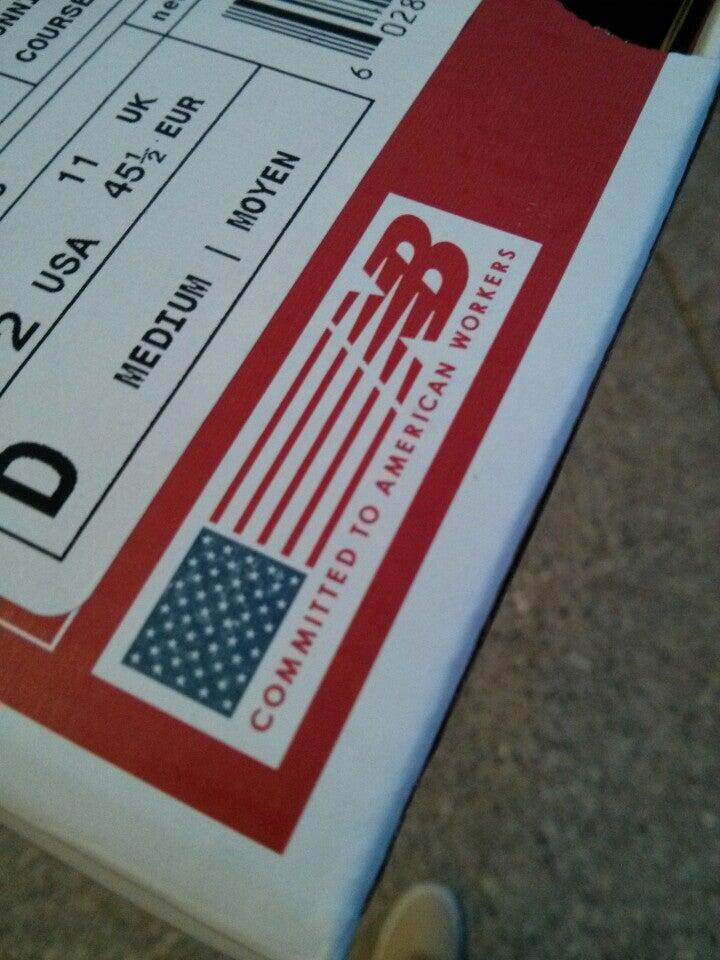 COURSE
6 028
11 UK
45½ EUR
2 USA
MEDIUM | MOYEN
D
NB
COMMITTED TO AMERICAN WORKERS